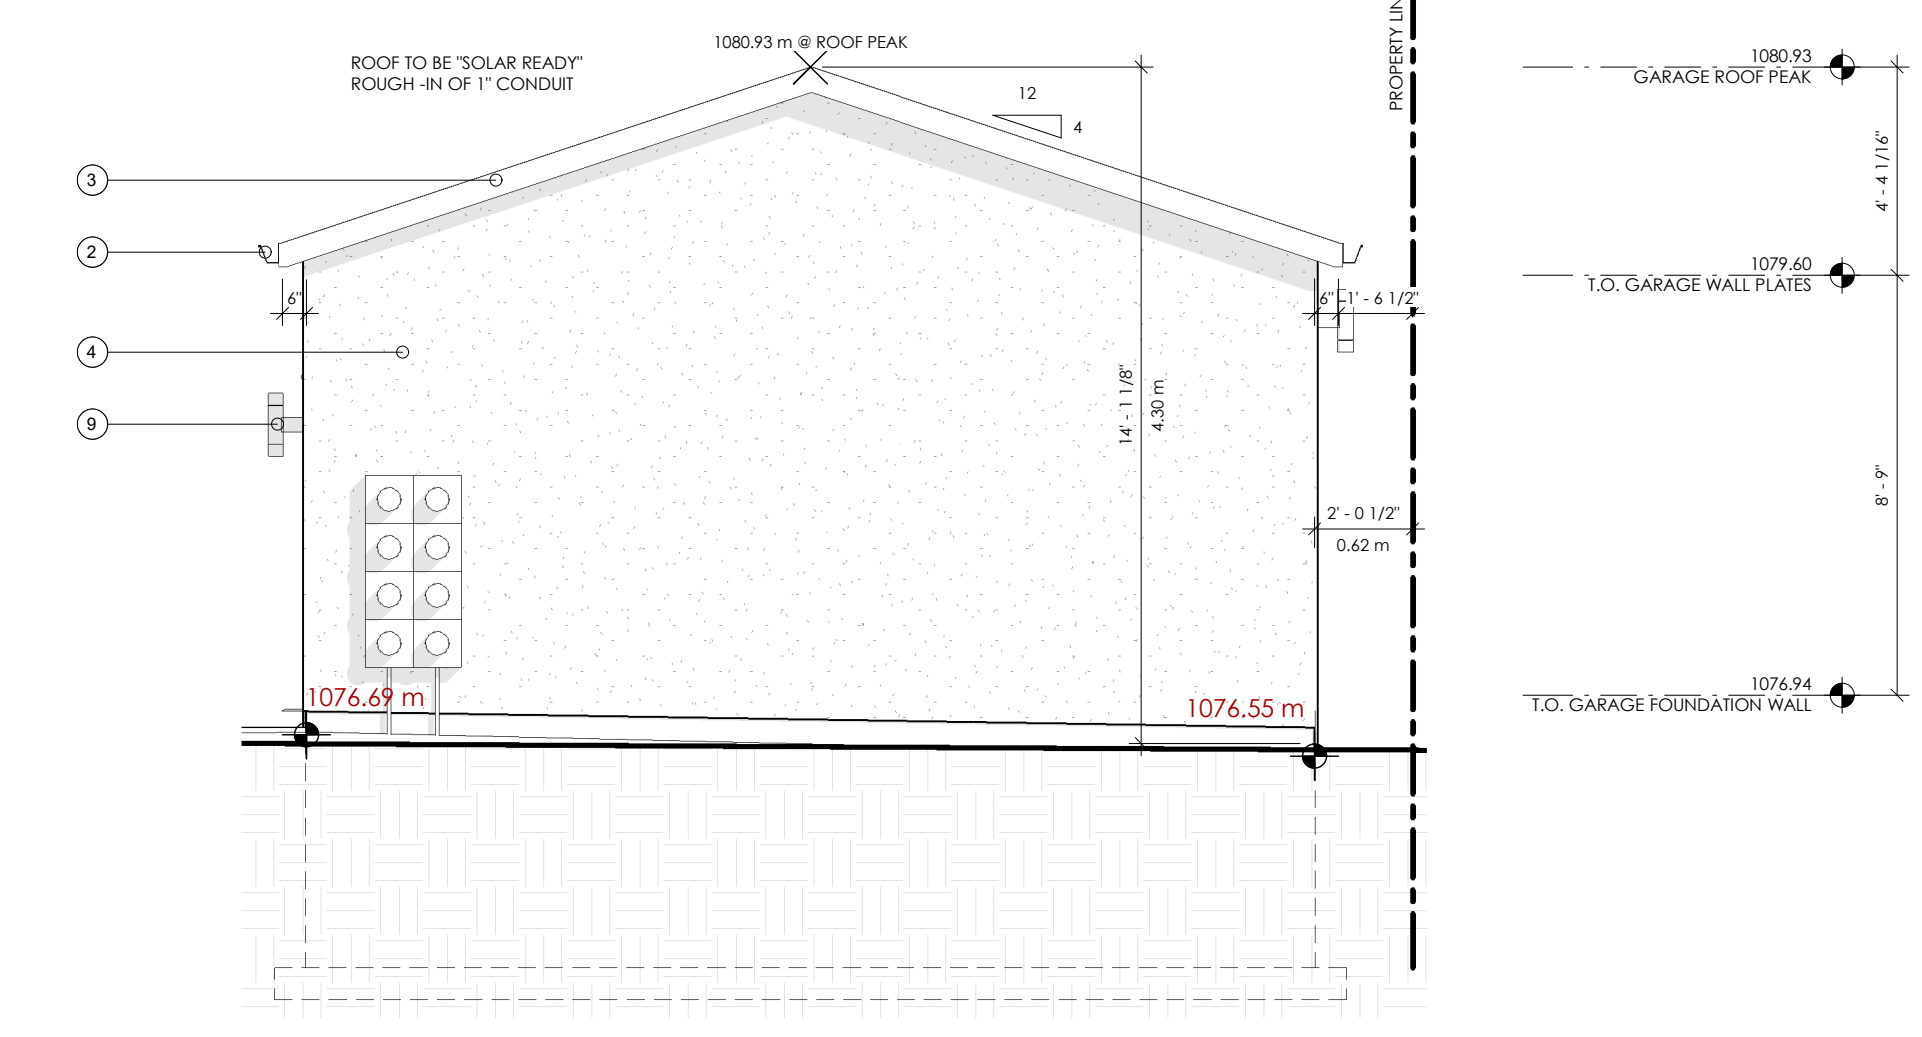 1080.93 m @ ROOF PEAK
ROOF TO BE "SOLAR READY"
ROUGH -IN OF 1" CONDUIT
PROPERTY LIN
12
4
1080.93
GARAGE ROOF PEAK
4' - 4 1/16"
3
2
1079.60
T.O. GARAGE WALL PLATES
6"
6"
1' - 6 1/2"
4
14' - 1 1/8"
4.30 m
9
8' - 9"
2' - 0 1/2"
0.62 m
1076.69 m
1076.55 m
1076.94
T.O. GARAGE FOUNDATION WALL